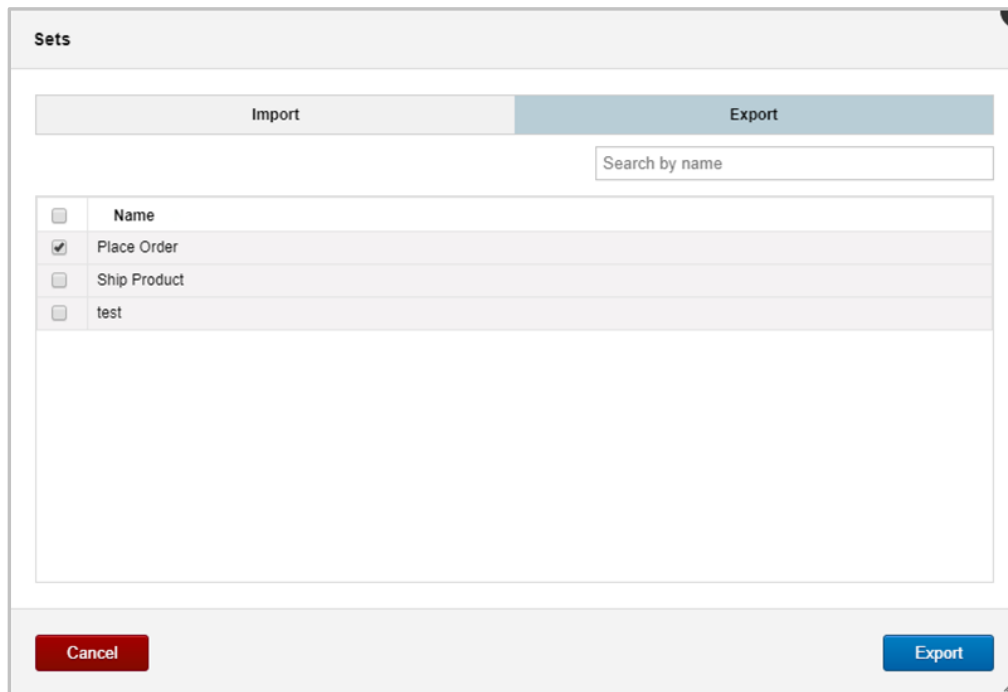 Sets
Import Export
Search by name
Name
Place Order
Ship Product
test
Cancel Export